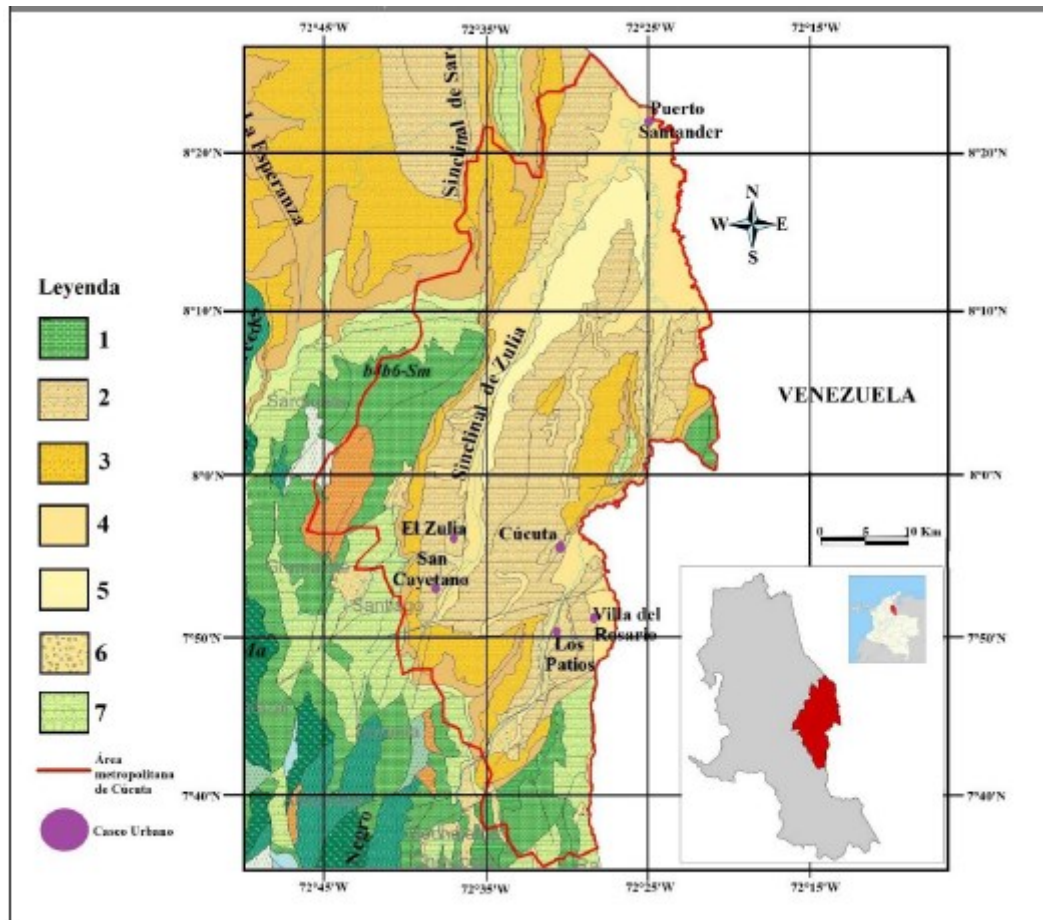 72°45'W 72°35'W 72°25'W 72°15'W
Puerto
Santander
8°20'N 8°20'N
La Esperanza
Sinclinal de Sar
N
W E
S
Leyenda
8°10'N 8°10'N
1
2
3
4
5
6
7
Área
metropolitana
de Cúcuta
Casco Urbano
b4b6-Sm
Sinclinal de Zulia
VENEZUELA
8°0'N 8°0'N
El Zulia
Cúcuta
San
Cayetano
0 5 10 Km
Santiago
Villa del
Rosario
7°50'N 7°50'N
Los
Patios
7°40'N 7°40'N
Negro
72°45'W 72°35'W 72°25'W 72°15'W